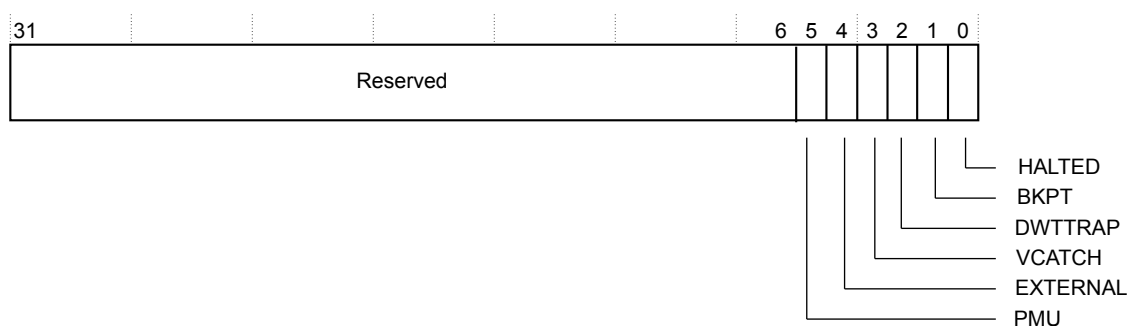 31 6 5 4 3 2 1 0
Reserved
HALTED
BKPT
DWTTRAP
VCATCH
EXTERNAL
PMU